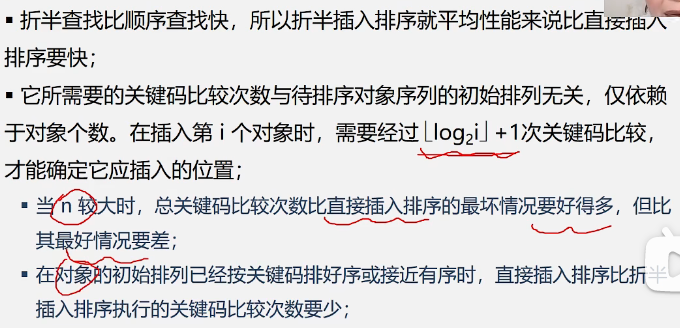 ▪ 折半查找比顺序查找快，所以折半插入排序就平均性能来说比直接插入
排序要快；
▪ 它所需要的关键码比较次数与待排序对象序列的初始排列无关，仅依赖
于对象个数。在插入第 i 个对象时，需要经过⌊log₂i⌋ +1次关键码比较，
才能确定它应插入的位置；
▪ 当 n 较大时，总关键码比较次数比直接插入排序的最坏情况要好得多，但比
其最好情况要差；
▪ 在对象的初始排列已经按关键码排好序或接近有序时，直接插入排序比折半
插入排序执行的关键码比较次数要少；